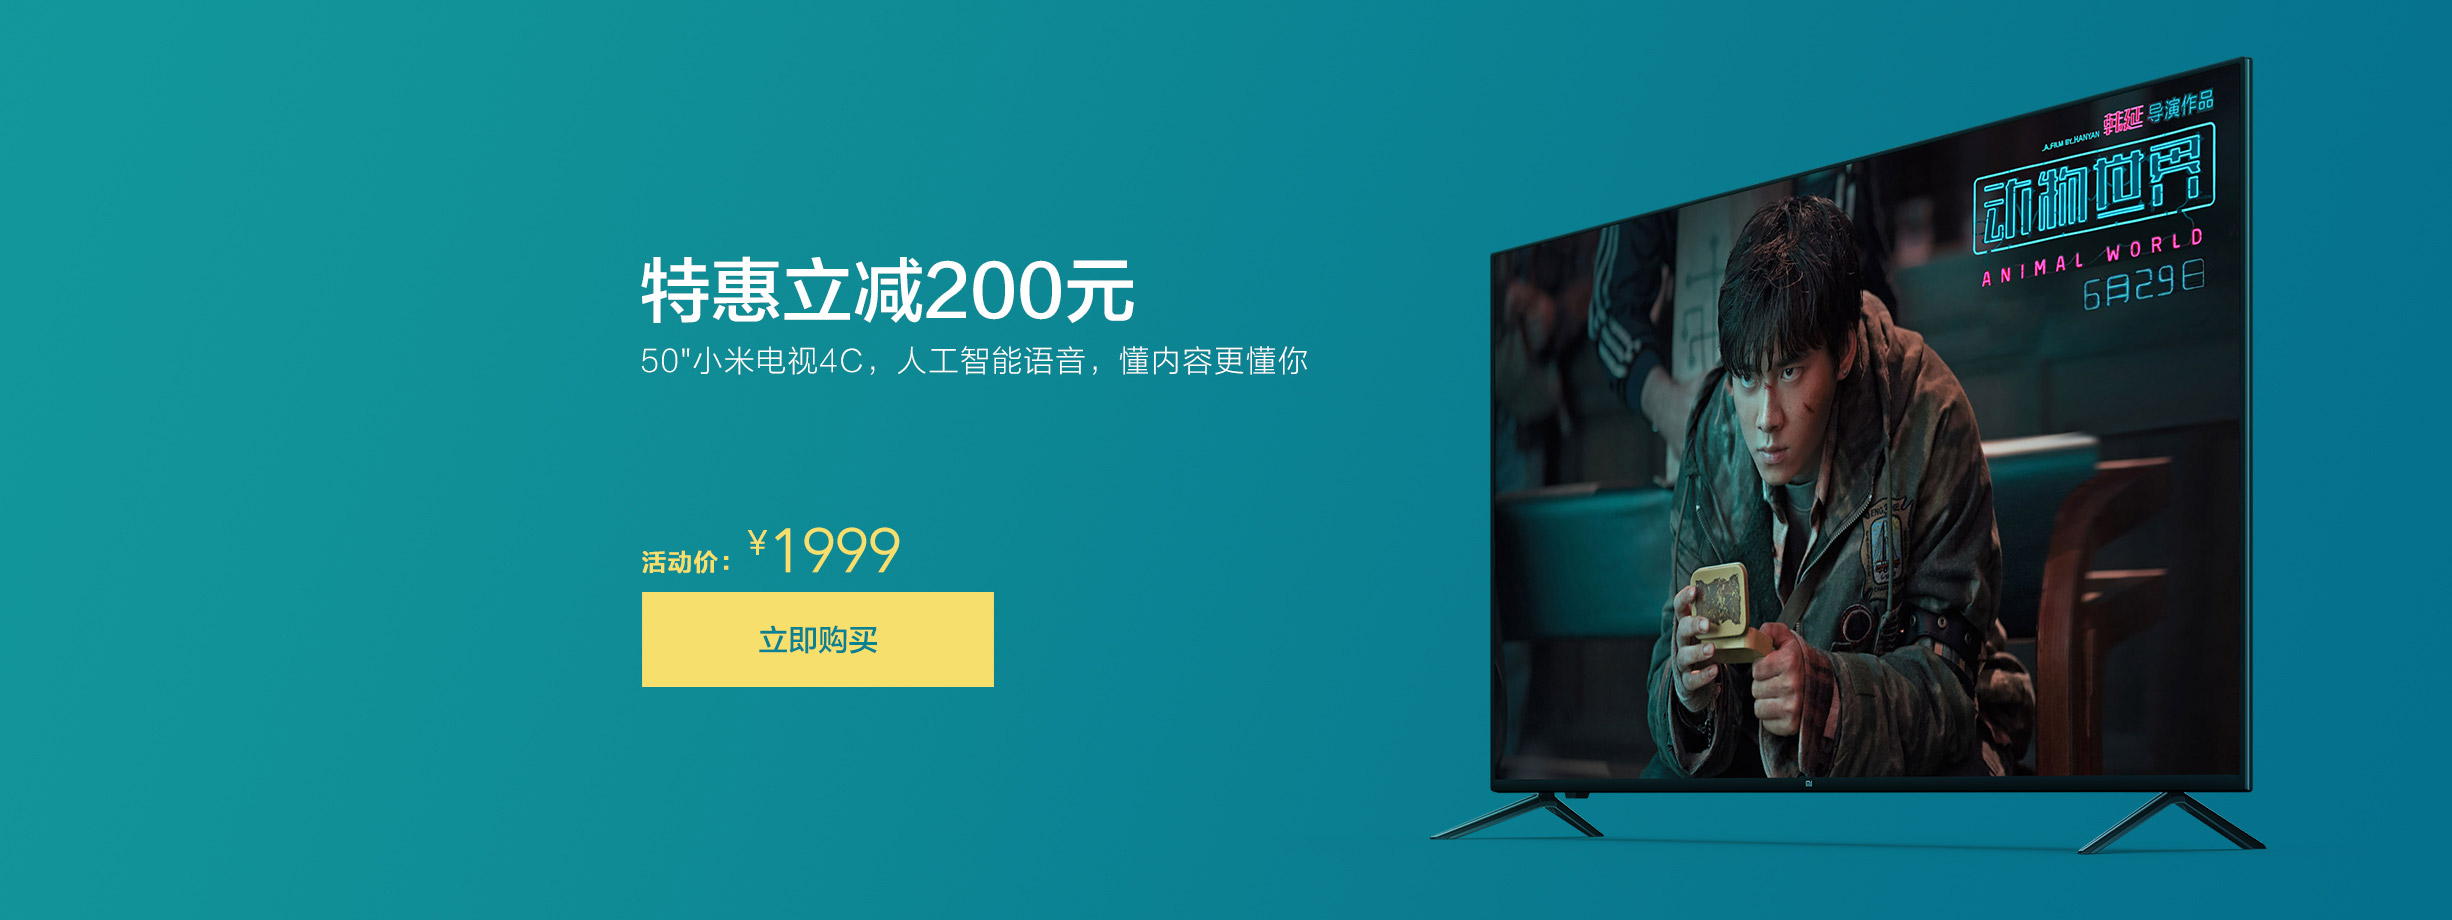 特惠立减200元
50"小米电视4C，人工智能语音，懂内容更懂你
活动价：¥1999
立即购买
A FILM BY HANYAN 韩延 导演作品
动物世界
ANIMAL WORLD
6月29日